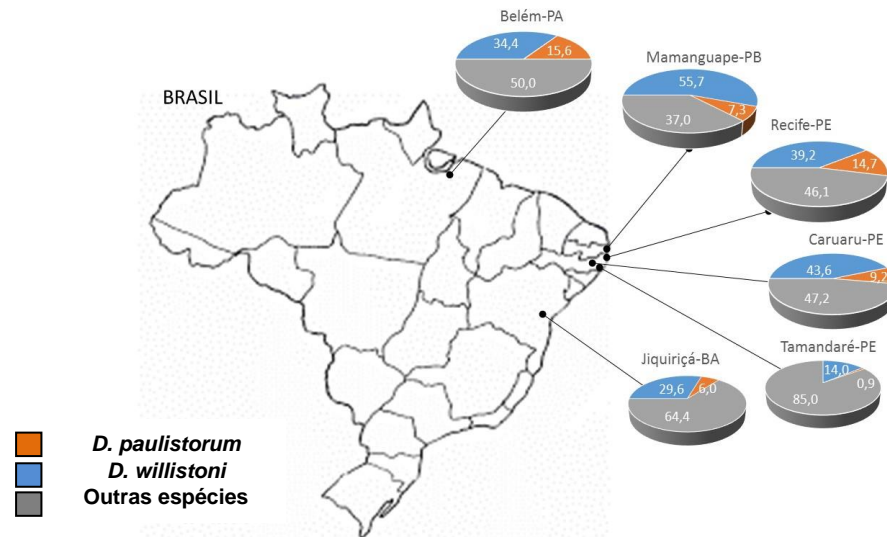 Belém-PA
34,4
15,6
50,0
BRASIL
Mamanguape-PB
55,7
7,3
37,0
Recife-PE
39,2
14,7
46,1
Caruaru-PE
43,6
9,2
47,2
Tamandaré-PE
14,0
0,9
85,0
Jiquiriçá-BA
29,6
6,0
64,4
D. paulistorum
D. willistoni
Outras espécies